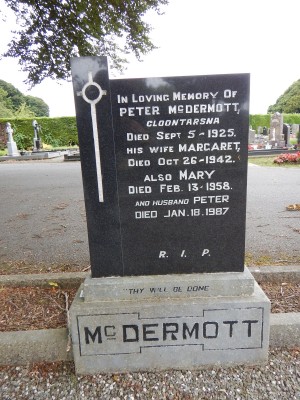 IN LOVING MEMORY OF
PETER MCDERMOTT,
CLOONTARSNA
DIED SEPT 5-1925.
HIS WIFE MARGARET,
DIED OCT 26-1942.
ALSO MARY
DIED FEB. 13-1958.
AND HUSBAND PETER
DIED JAN. 18. 1987
R. I. P.
THY WILL BE DONE
MCDERMOTT